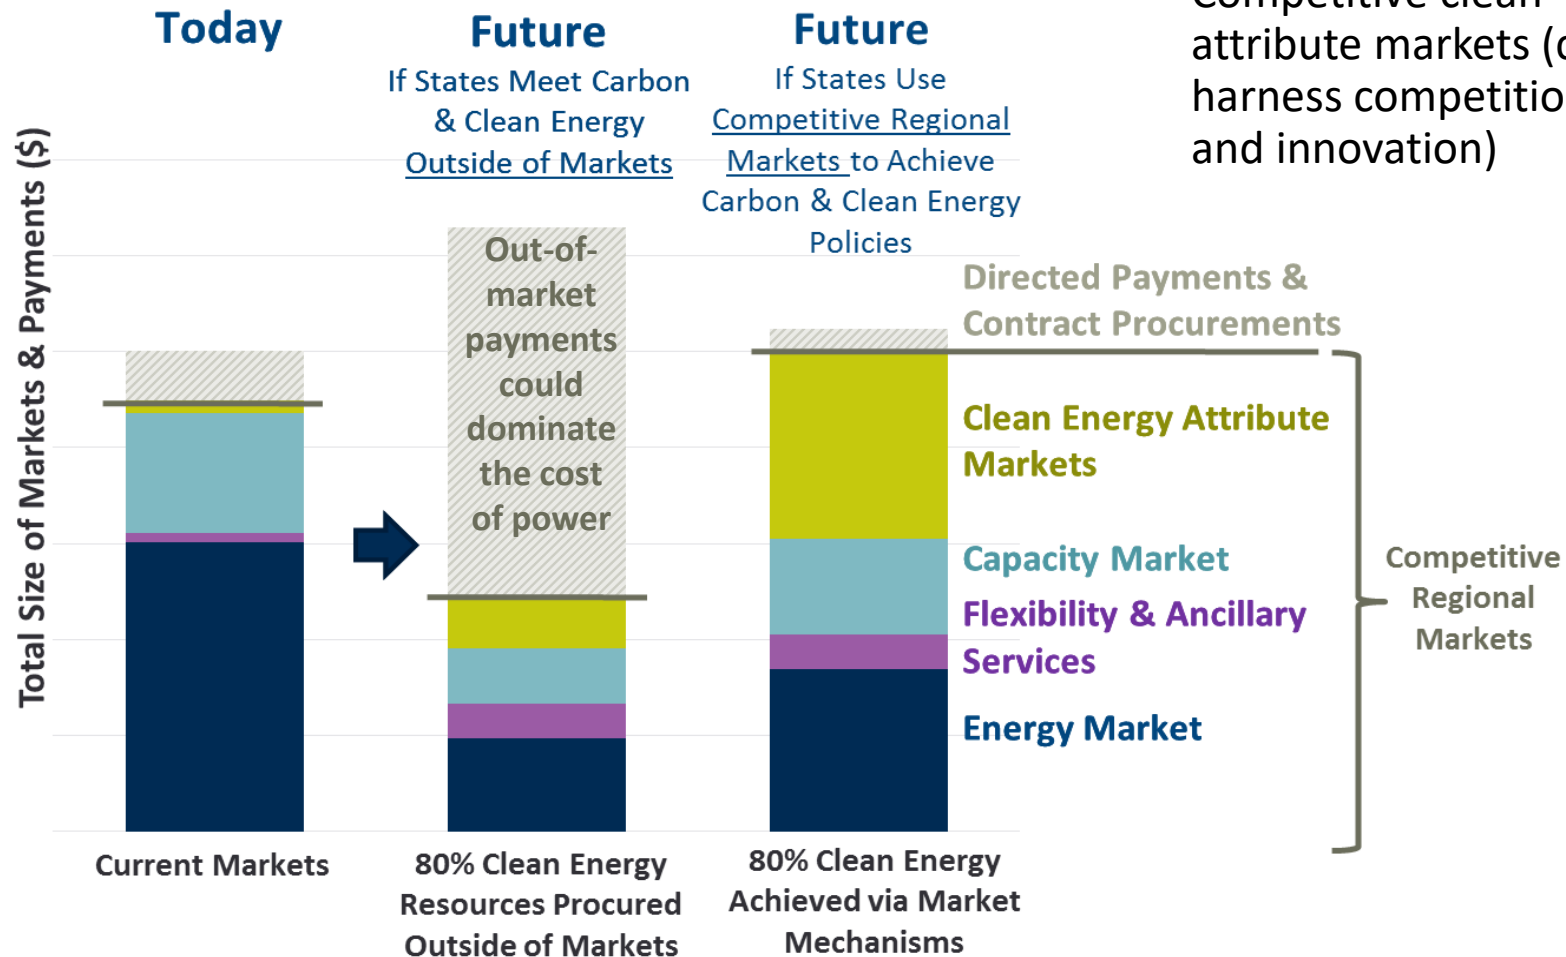 Today
Future
If States Meet Carbon
& Clean Energy
Outside of Markets
Future
If States Use
Competitive Regional
Markets to Achieve
Carbon & Clean Energy
Policies
Competitive clean
attribute markets
harness
and innovation)
Total Size of Markets & Payments ($)
Out-of-
market
payments
could
dominate
the cost
of power
Directed Payments &
Contract Procurements
Clean Energy Attribute
Markets
Capacity Market
Flexibility & Ancillary
Services
Energy Market
Competitive
Regional
Markets
Current Markets
80% Clean Energy
Resources Procured
Outside of Markets
80% Clean Energy
Achieved via Market
Mechanisms